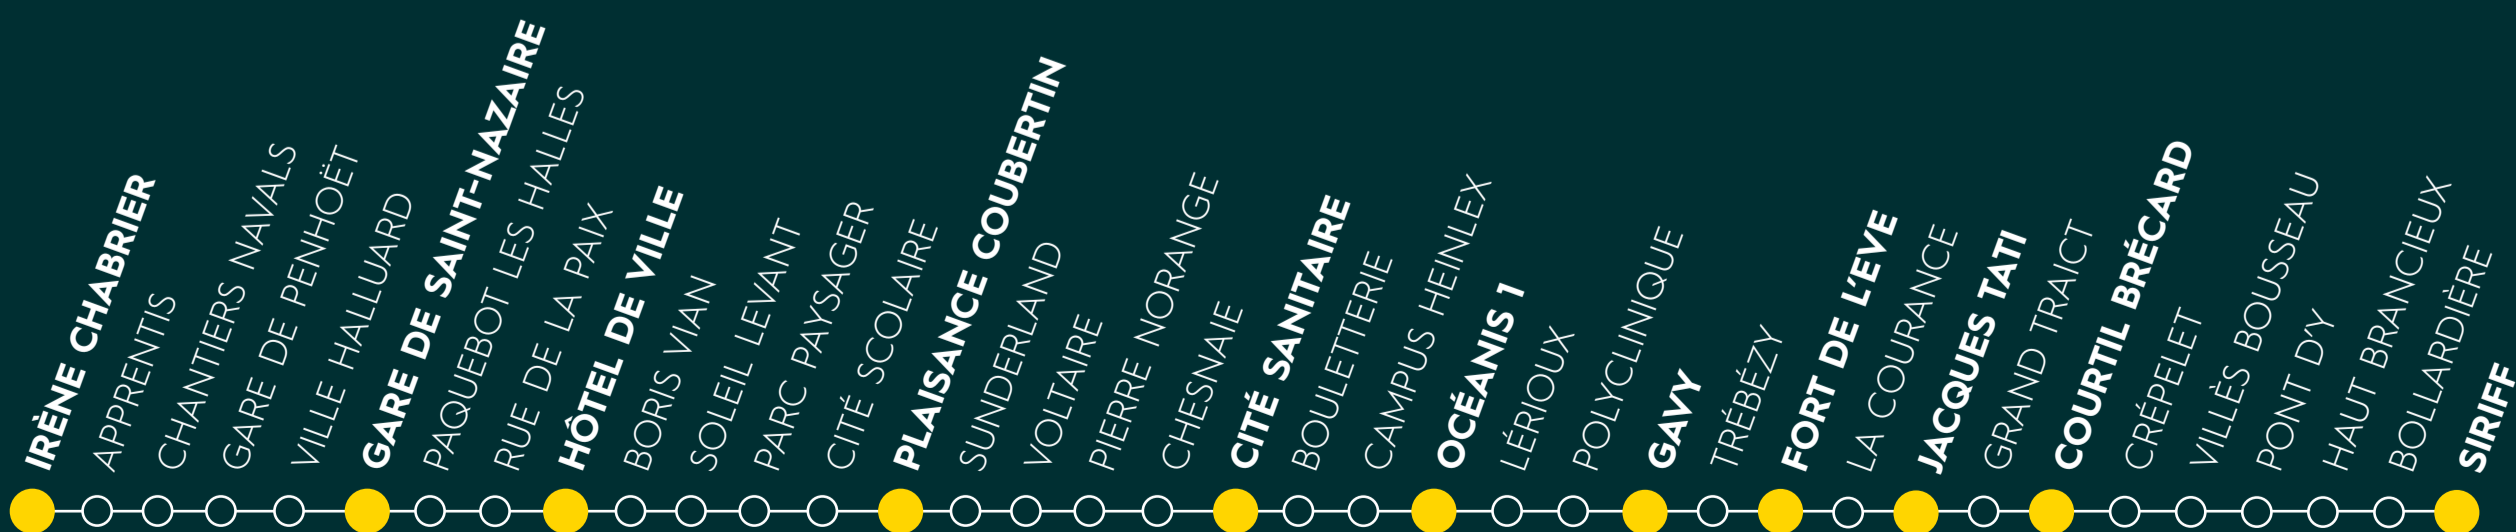 IRÈNE CHABRIER
APPRENTIS
CHANTIERS NAVALS
GARE DE PENHOËT
VILLE HALLUARD
GARE DE SAINT-NAZAIRE
PAQUEBOT LES HALLES
RUE DE LA PAIX
HÔTEL DE VILLE
BORIS VIAN
SOLEIL LEVANT
PARC PAYSAGER
CITÉ SCOLAIRE
PLAISANCE COUBERTIN
SUNDERLAND
VOLTAIRE
PIERRE NORANGE
CHESNAIE
CITÉ SANITAIRE
BOULETTERIE
CAMPUS HEINLEX
OCÉANIS 1
LÉRIOUX
POLYCLINIQUE
GAVY
TRÉBÉZY
FORT DE L'ÈVE
LA COURANCE
JACQUES TATI
GRAND TRAICT
COURTIL BRÉCARD
CRÉPELET
VILLÈS BOUSSEAU
PONT DY
HAUT BRANCIEUX
BOLLARDIÈRE
SIRIFF